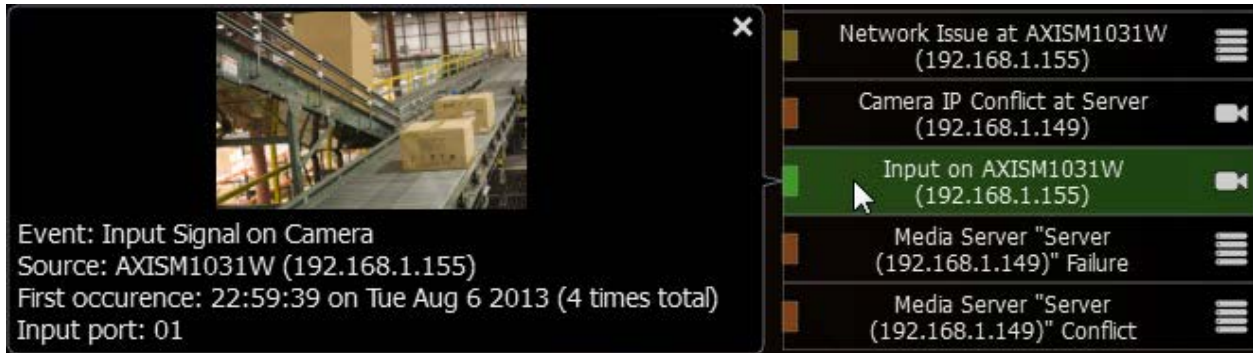 Event: Input Signal on Camera
Source: AXISM1031W (192.168.1.155)
First occurence: 22:59:39 on Tue Aug 6 2013 (4 times total)
Input port: 01
Network Issue at AXISM1031W
(192.168.1.155)
Camera IP Conflict at Server
(192.168.1.149)
Input on AXISM1031W
(192.168.1.155)
Media Server "Server
(192.168.1.149)" Failure
Media Server "Server
(192.168.1.149)" Conflict